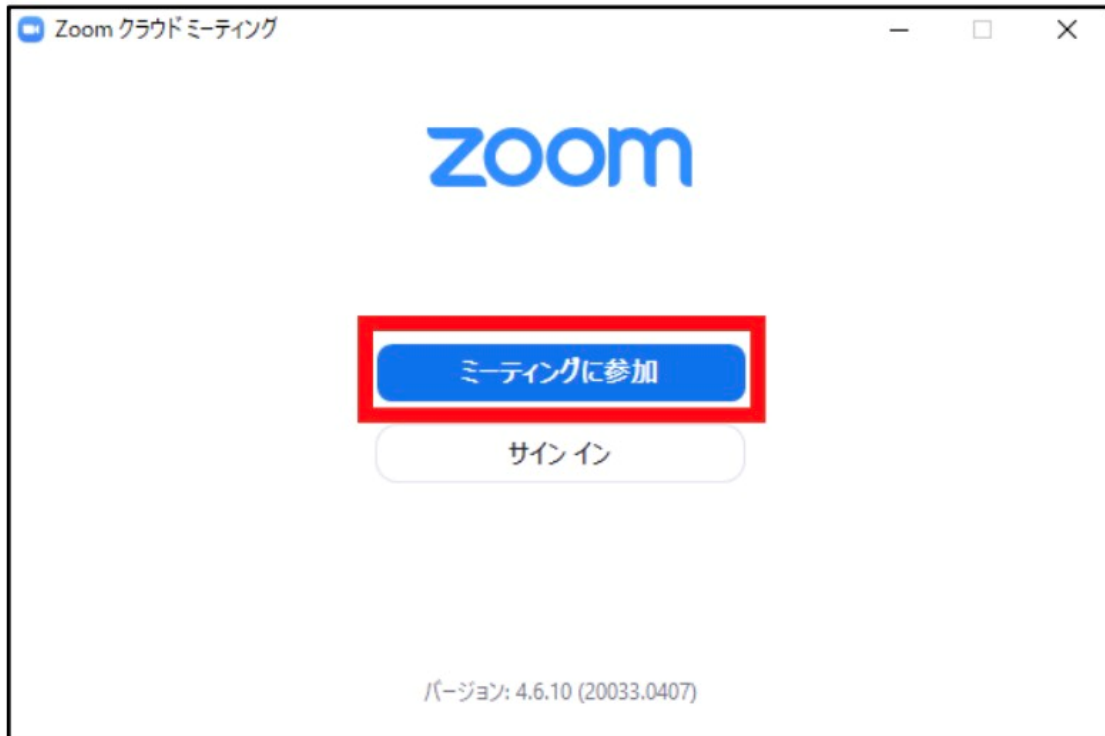 Zoom クラウド ミーティング
zoom
ミーティングに参加
サイン イン
バージョン: 4.6.10 (20033.0407)